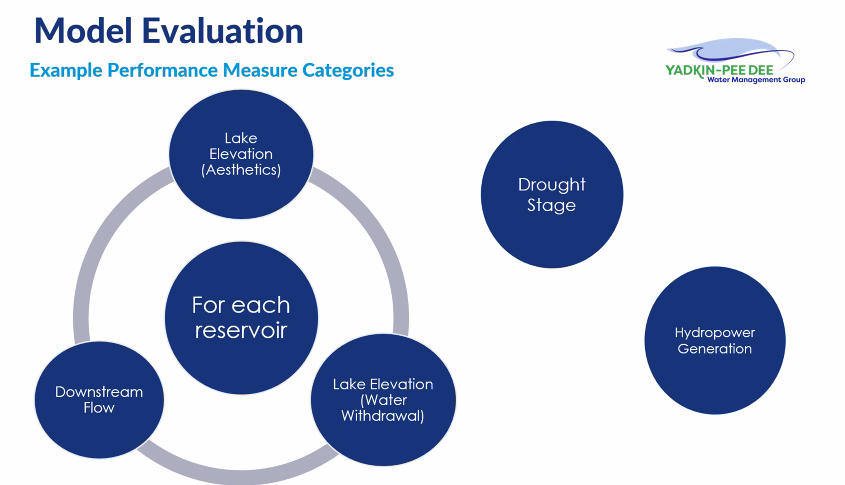 Model Evaluation
Example Performance Measure Categories
YADKIN-PEE DEE
Water Management Group
Lake
Elevation
(Aesthetics)
For each
reservoir
Downstream
Flow
Lake Elevation
(Water
Withdrawal)
Drought
Stage
Hydropower
Generation